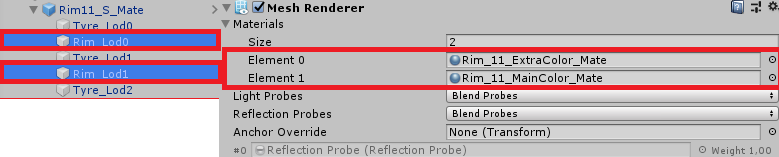 Rim11_S_Mate
Tyre_Lod0
Rim_Lod0
Tyre_Lod1
Rim_Lod1
Tyre_Lod2
Mesh Renderer
Materials
Size 2
Element 0 Rim_11_ExtraColor_Mate
Element 1 Rim_11_MainColor_Mate
Light Probes Blend Probes
Reflection Probes Blend Probes
Anchor Override None (Transform)
#0 Reflection Probe (Reflection Probe) Weight 1,00